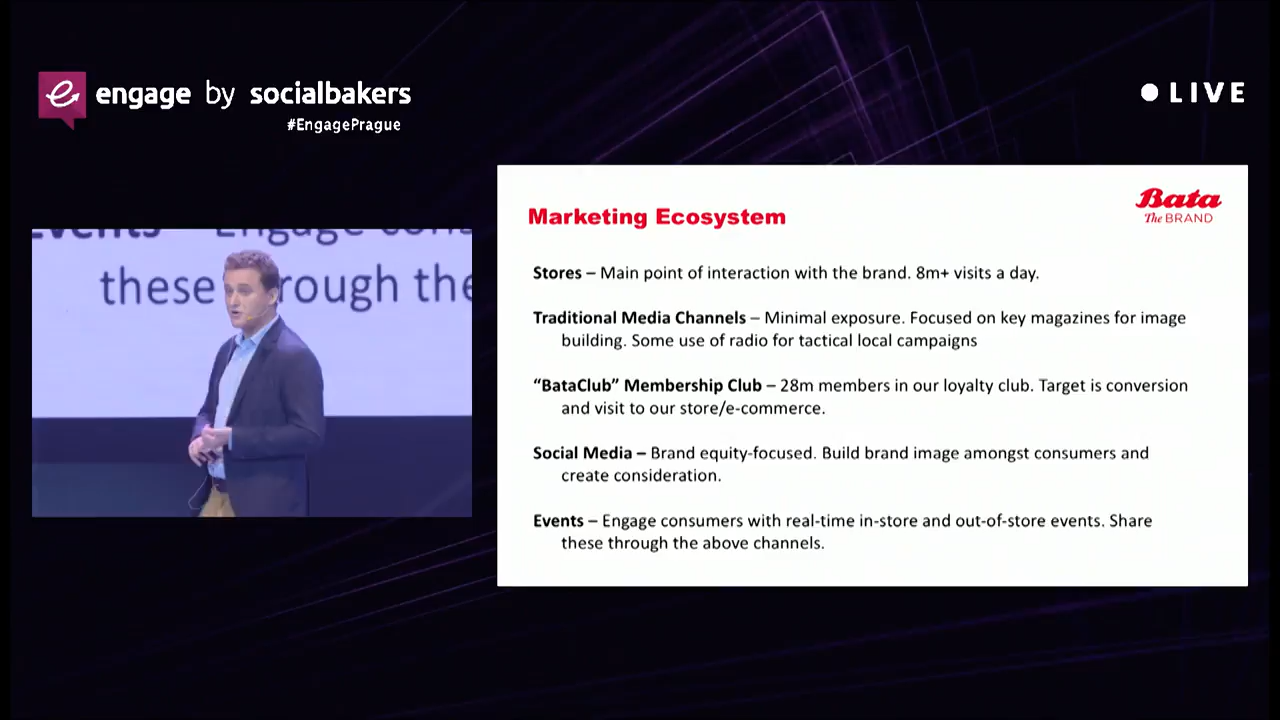 engage by socialbakers
#EngagePrague
LIVE
Events – Engage cons
these through the
Bata
The BRAND
Marketing Ecosystem
Stores – Main point of interaction with the brand. 8m+ visits a day.
Traditional Media Channels – Minimal exposure. Focused on key magazines for image
building. Some use of radio for tactical local campaigns
“BataClub” Membership Club – 28m members in our loyalty club. Target is conversion
and visit to our store/e-commerce.
Social Media – Brand equity-focused. Build brand image amongst consumers and
create consideration.
Events – Engage consumers with real-time in-store and out-of-store events. Share
these through the above channels.